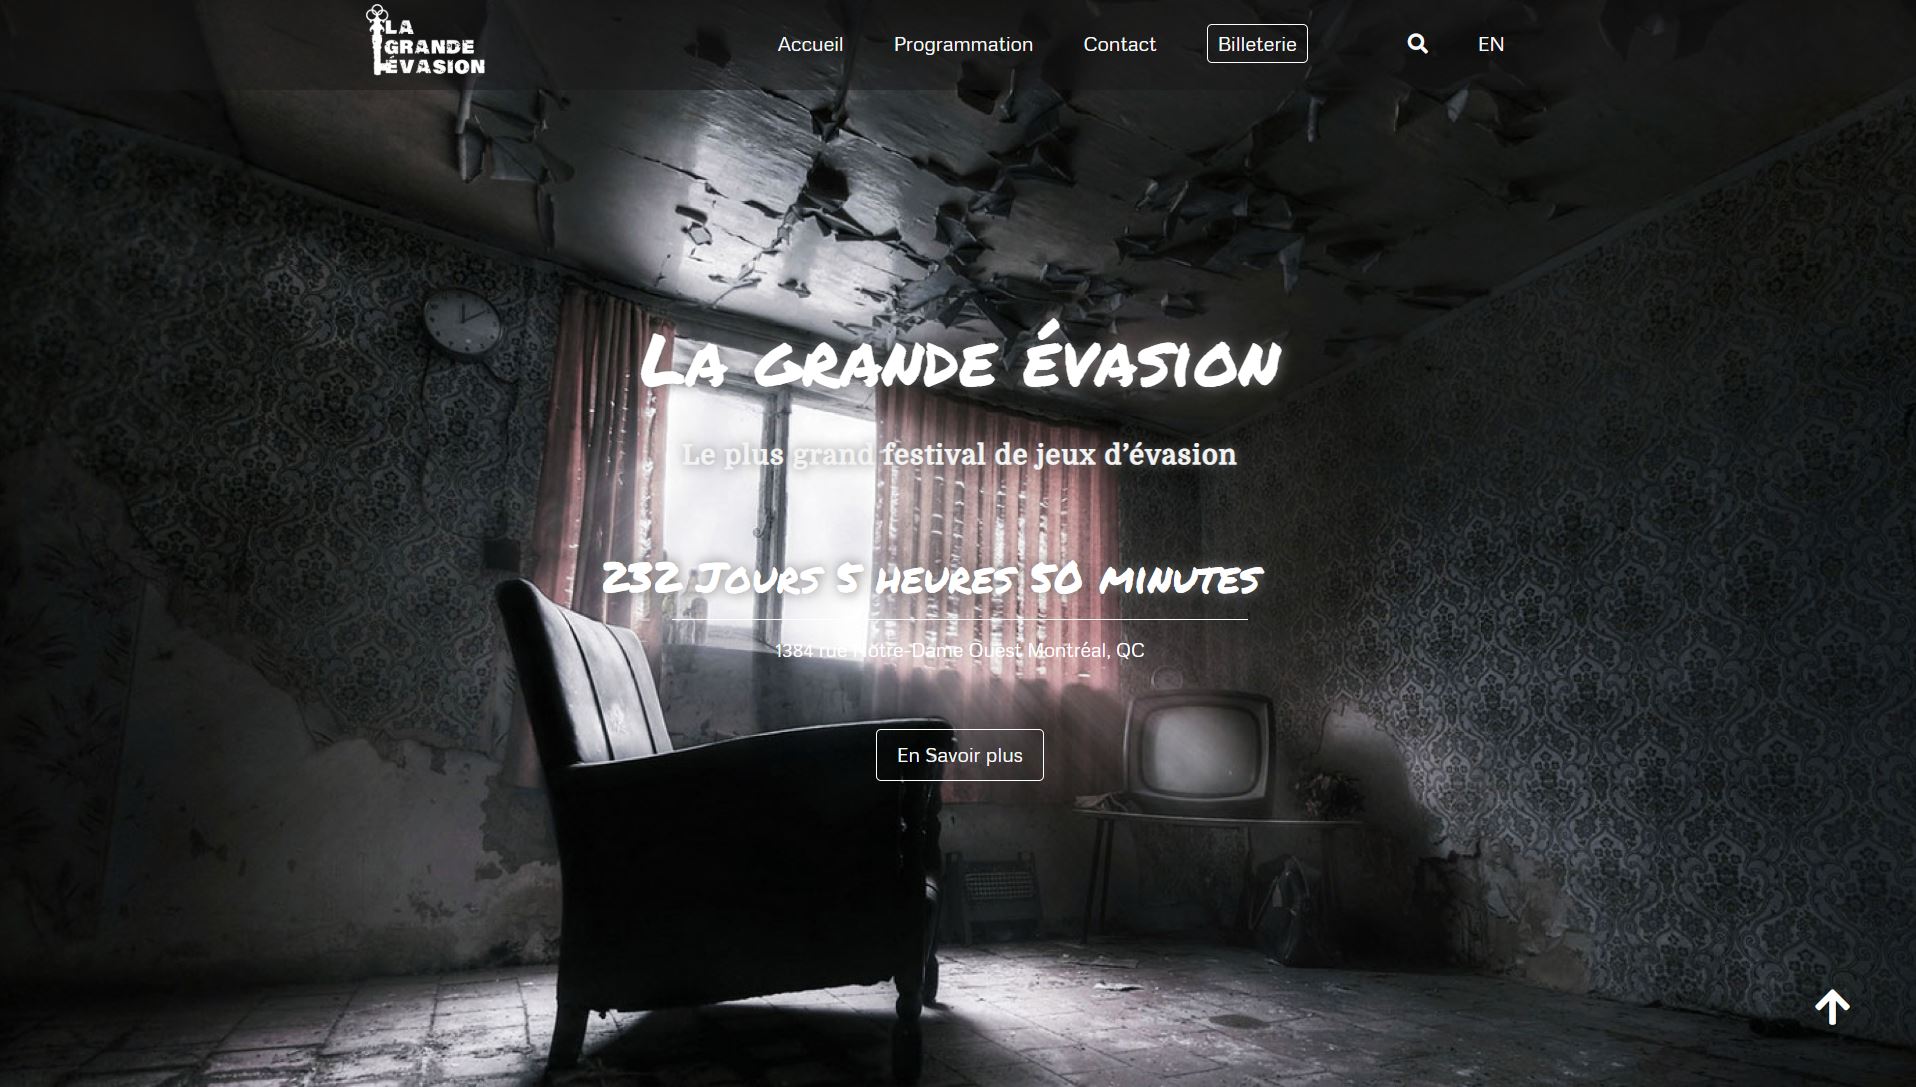 LA
GRANDE
ÉVASION
Accueil Programmation Contact Billeterie EN
La grande évasion
Le plus grand festival de jeux d’évasion
232 Jours 5 heures 50 minutes
1384 rue Notre-Dame Ouest Montréal, QC
En Savoir plus